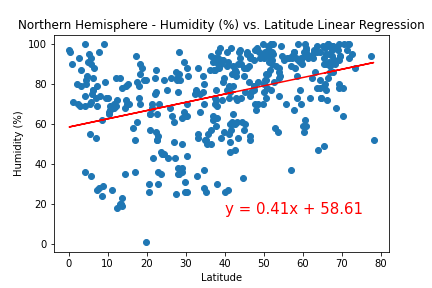 Northern Hemisphere - Humidity (%) vs. Latitude Linear Regression
100
80
60
40
20
0
Humidity (%)
y = 0.41x + 58.61
0 10 20 30 40 50 60 70 80
Latitude